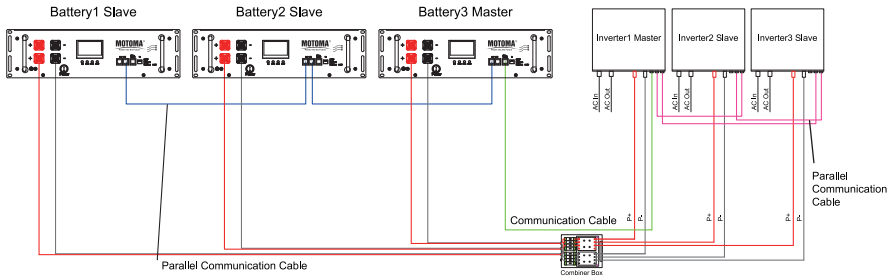 Battery1 Slave
Battery2 Slave
Battery3 Master
MOTOMA
MOTOMA
MOTOMA
Inverter1 Master
Inverter2 Slave
Inverter3 Slave
AC In
AC Out
AC In
AC Out
AC In
AC Out
Parallel
Communication
Cable
Communication Cable
P+
P-
P+
P-
P+
P-
Parallel Communication Cable
Combiner Box